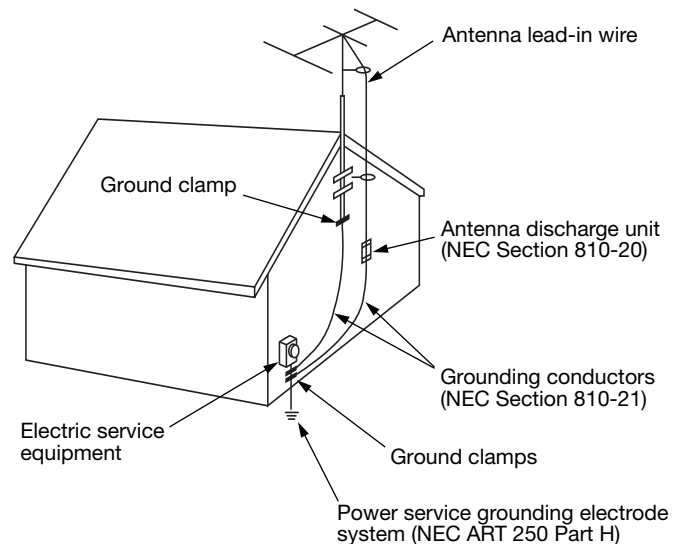 Antenna lead-in wire
Ground clamp
Antenna discharge unit
(NEC Section 810-20)
Grounding conductors
(NEC Section 810-21)
Electric service
equipment
Ground clamps
Power service grounding electrode
system (NEC ART 250 Part H)